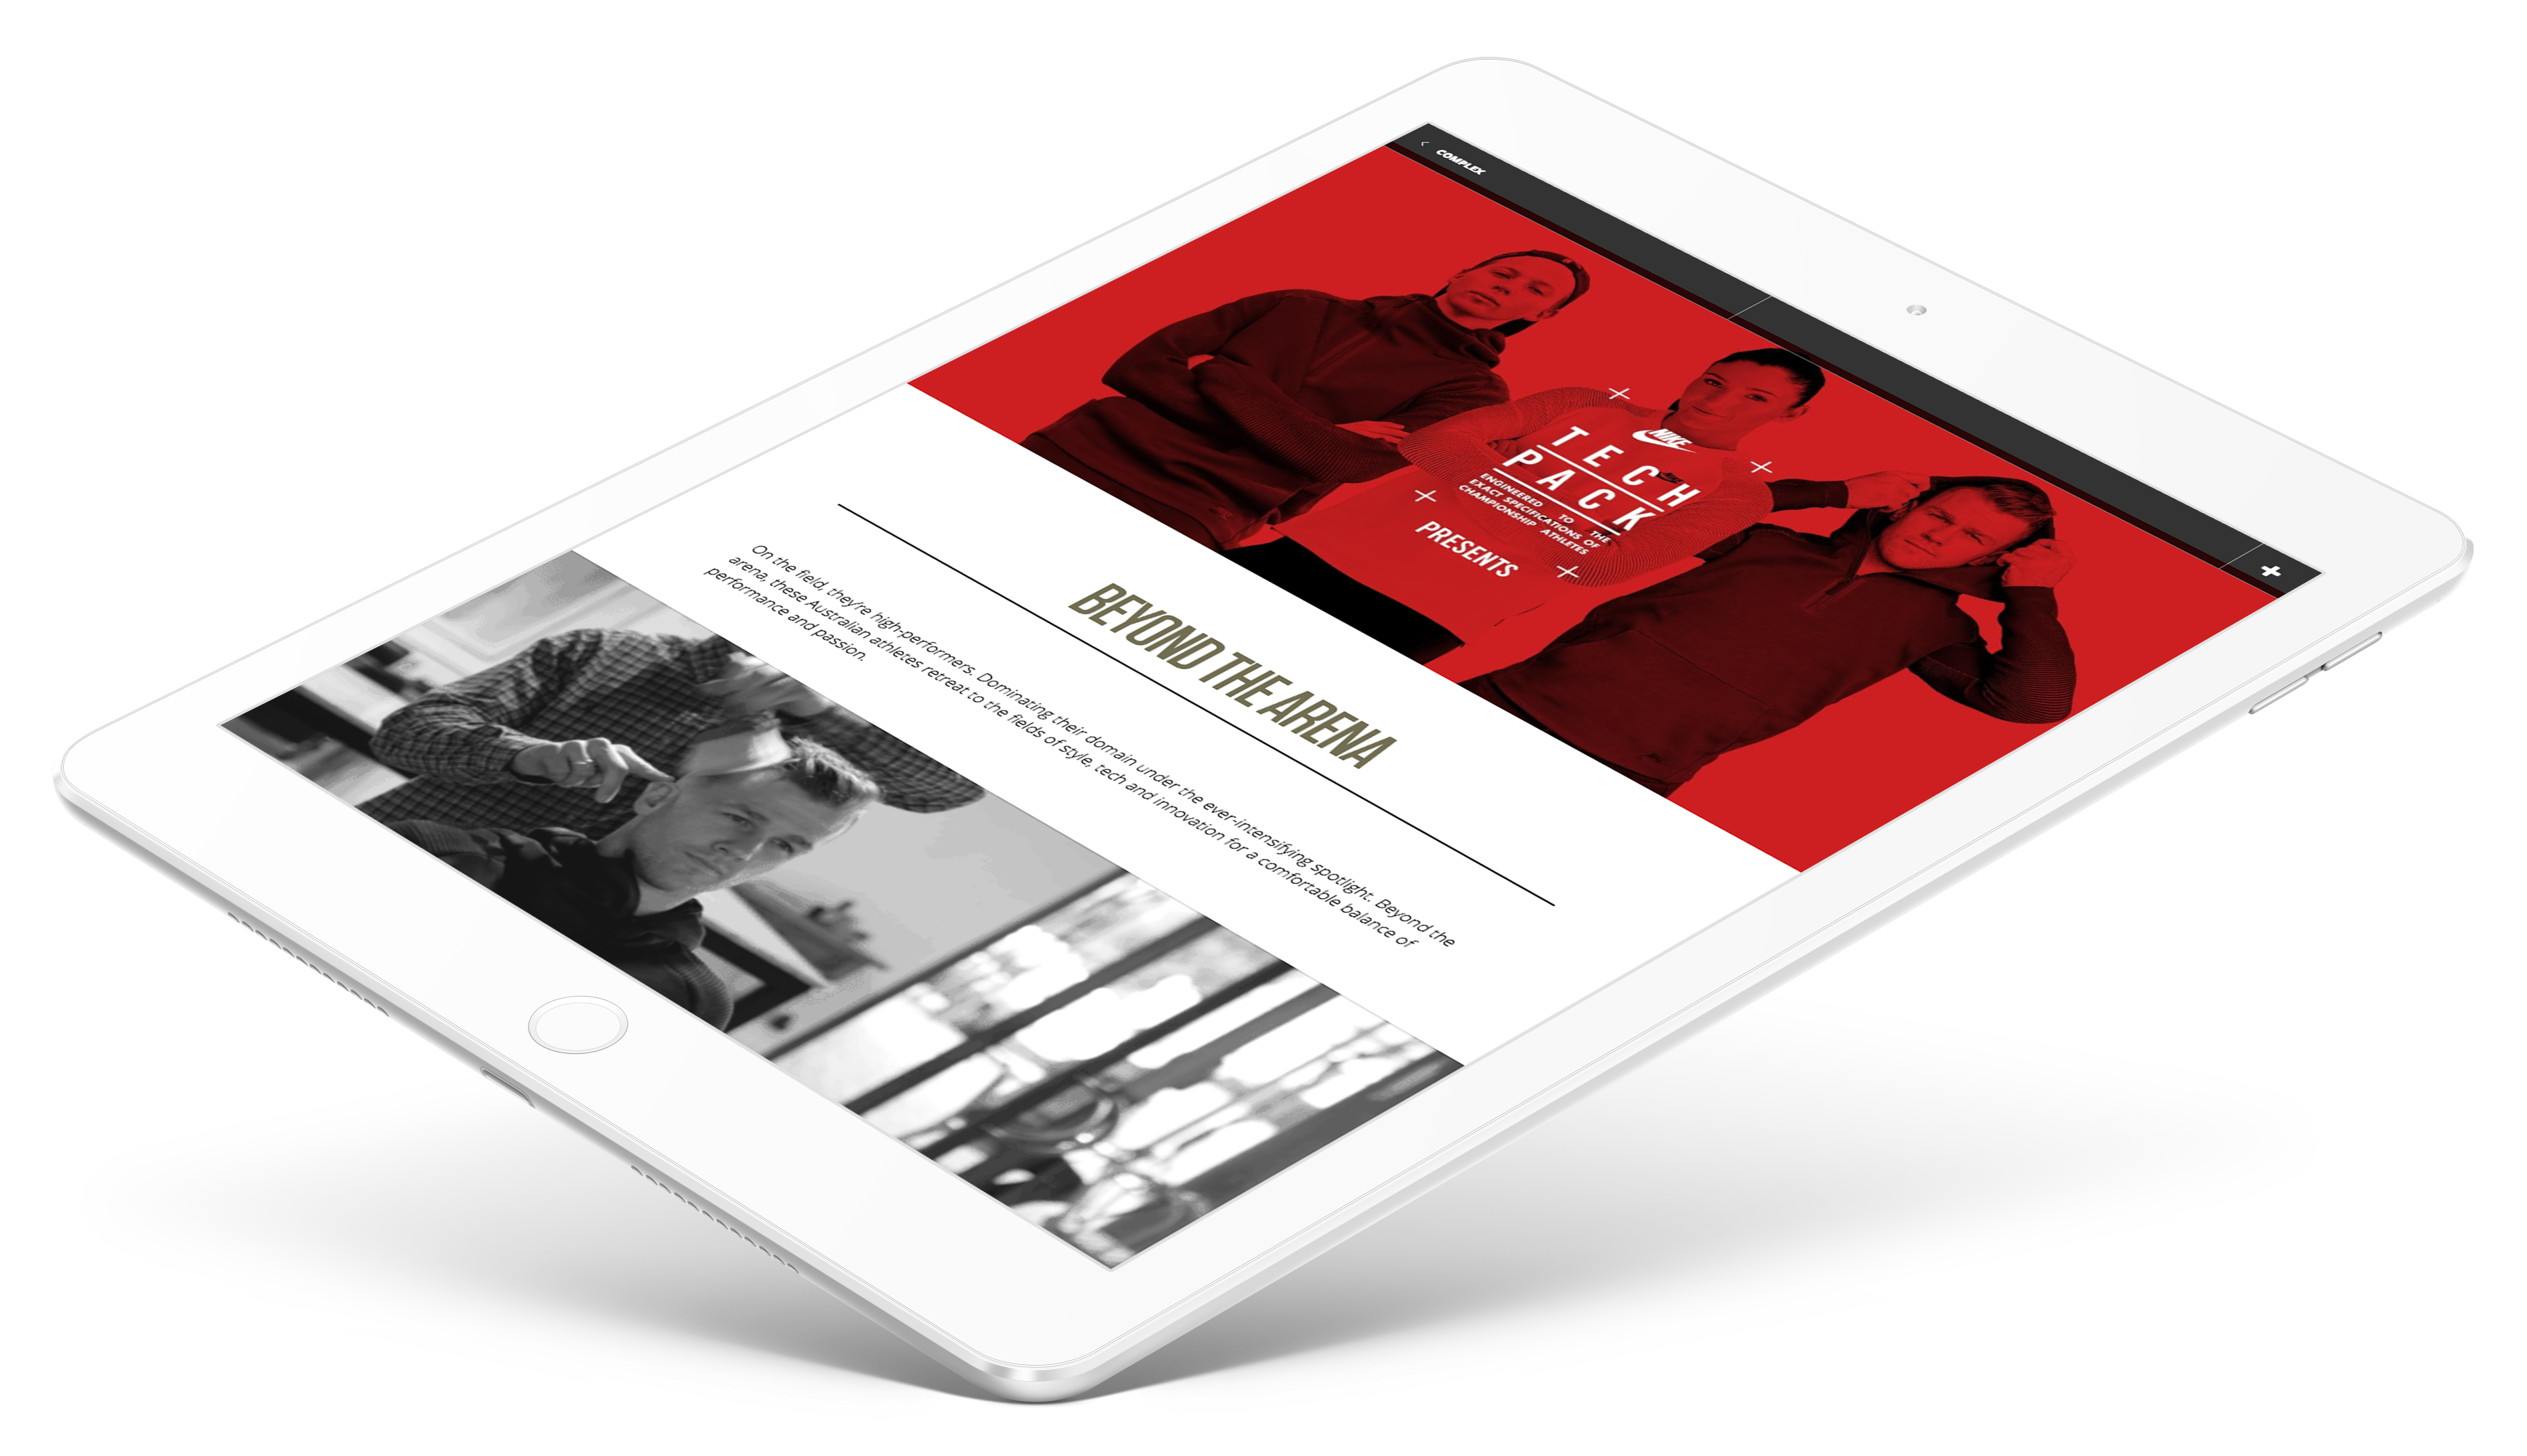 COMPLEX
NIKE
TECH
PACK
ENGINEERED TO THE
EXACT SPECIFICATIONS OF
CHAMPIONSHIP ATHLETES
PRESENTS
BEYOND THE ARENA
On the field, they're high-performers. Dominating their domain under the ever-intensifying spotlight. Beyond the
arena, these Australian athletes retreat to the fields of style, tech and innovation for a comfortable balance of
performance and passion.